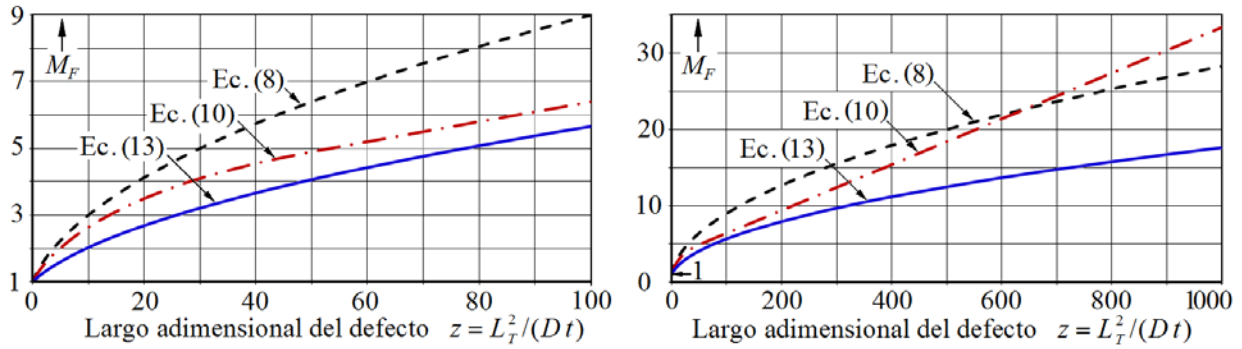 9
7
5
3
1
M_F
Ec. (8)
Ec. (10)
Ec. (13)
0 20 40 60 80 100
Largo adimensional del defecto z = L_T^2/(D t)
30
20
10
0
M_F
Ec. (8)
Ec. (10)
Ec. (13)
1
0 200 400 600 800 1000
Largo adimensional del defecto z = L_T^2/(D t)